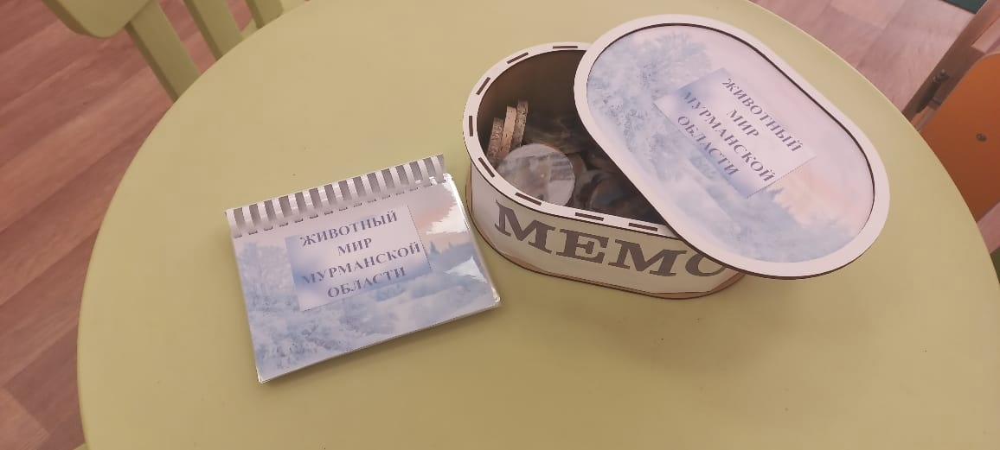 ЖИВОТНЫЙ
МИР
МУРМАНСКОЙ
ОБЛАСТИ
ЖИВОТНЫЙ
МИР
МУРМАНСКОЙ
ОБЛАСТИ
МЕМО